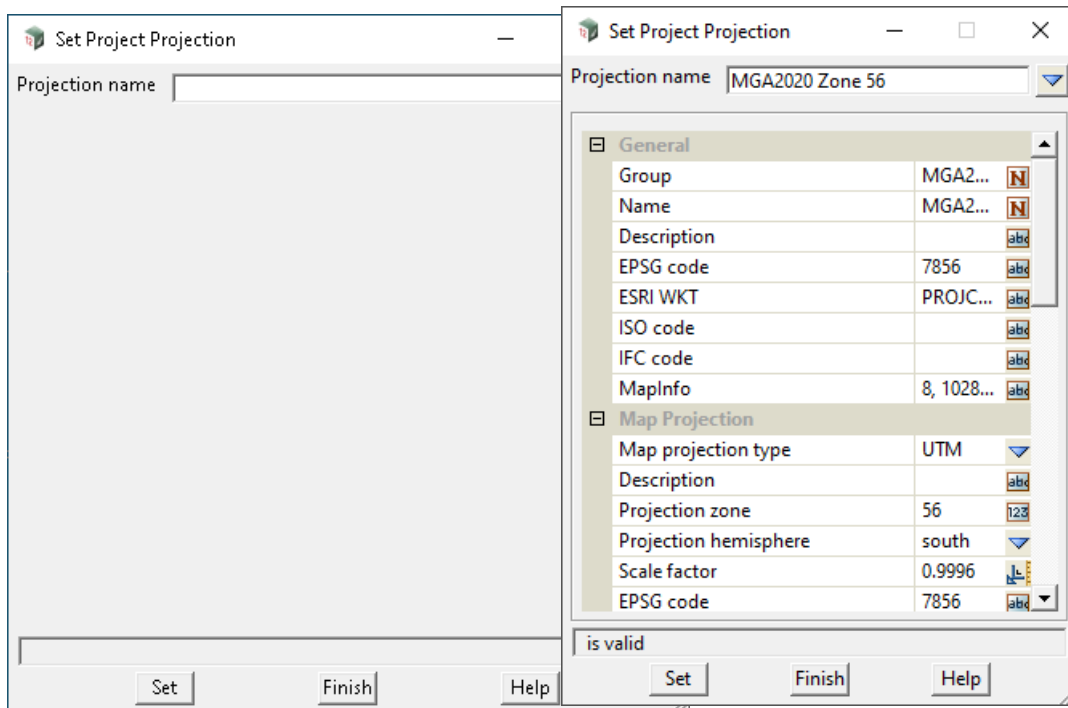 Set Project Projection
Projection name
Set Finish Help
Set Project Projection
Projection name MGA2020 Zone 56
General
Group MGA2...
Name MGA2...
Description
EPSG code 7856
ESRI WKT PROJC...
ISO code
IFC code
MapInfo 8, 1028...
Map Projection
Map projection type UTM
Description
Projection zone 56
Projection hemisphere south
Scale factor 0.9996
EPSG code 7856
is valid
Set Finish Help